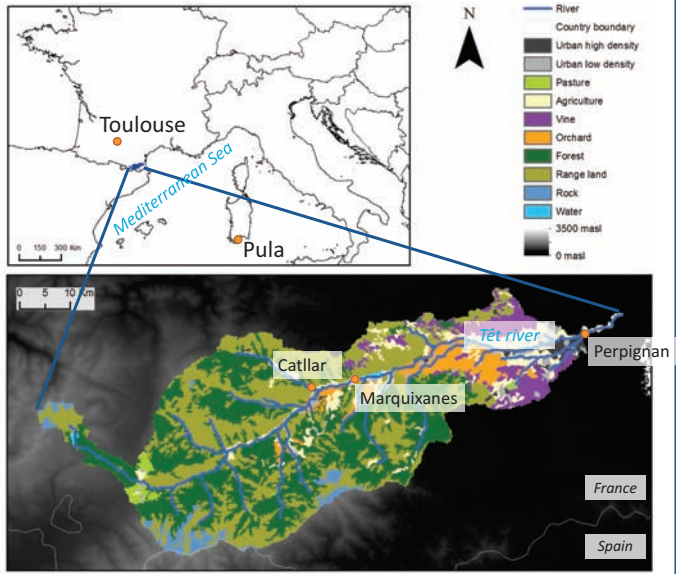 N
River
Country boundary
Urban high density
Urban low density
Pasture
Agriculture
Vine
Orchard
Forest
Range land
Rock
Water
3500 masl
0 masl
Toulouse
Mediterranean Sea
Pula
0 150 300 Km
0 5 10 Km
Têt river
Catllar
Perpignan
Marquixanes
France
Spain